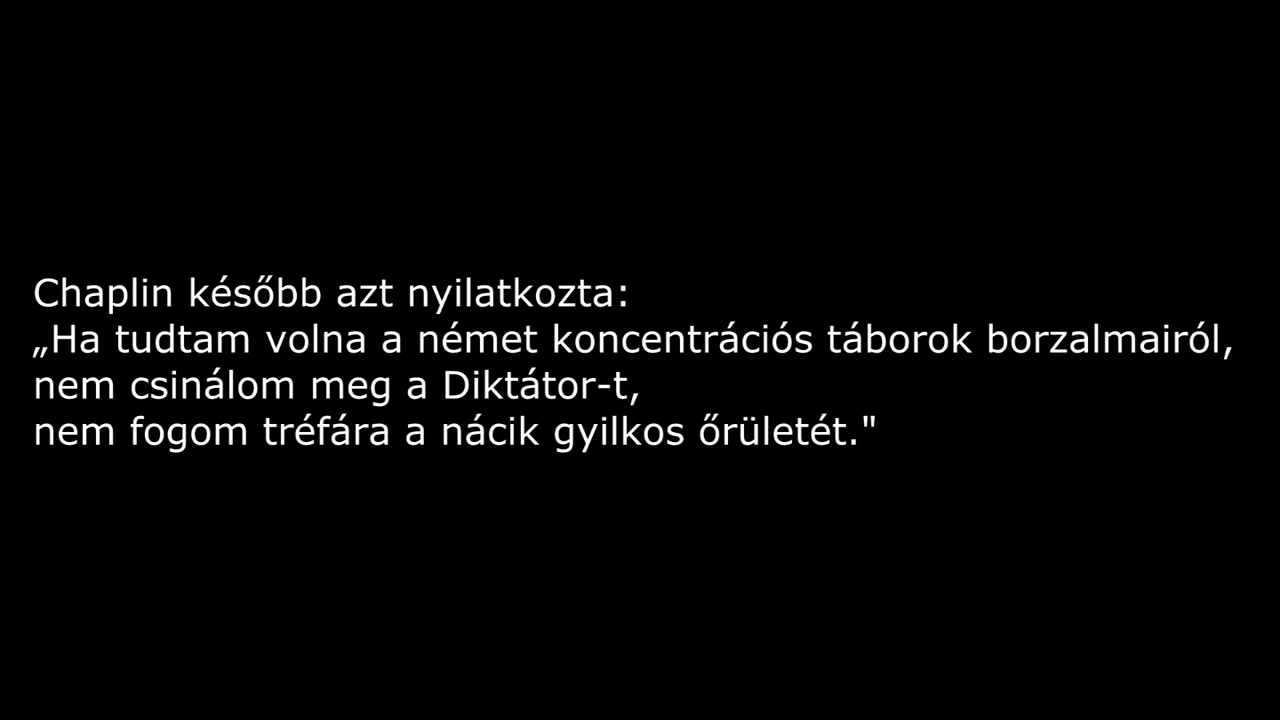 Chaplin később azt nyilatkozta:
„Ha tudtam volna a német koncentrációs táborok borzalmairól,
nem csinálom meg a Diktátor-t,
nem fogom tréfára a nácik gyilkos őrületét."